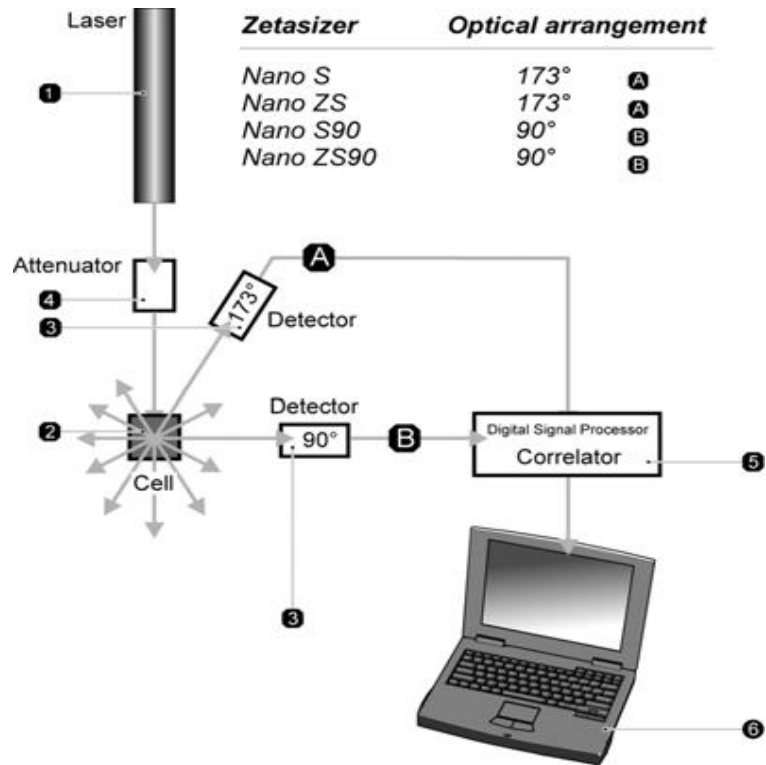 Laser
Zetasizer Optical arrangement
Nano S 173° A
Nano ZS 173° A
Nano S90 90° B
Nano ZS90 90° B
1
A
Attenuator
4
173°
3
Detector
Detector
2
90°
B
Digital Signal Processor
Correlator
5
Cell
3
6